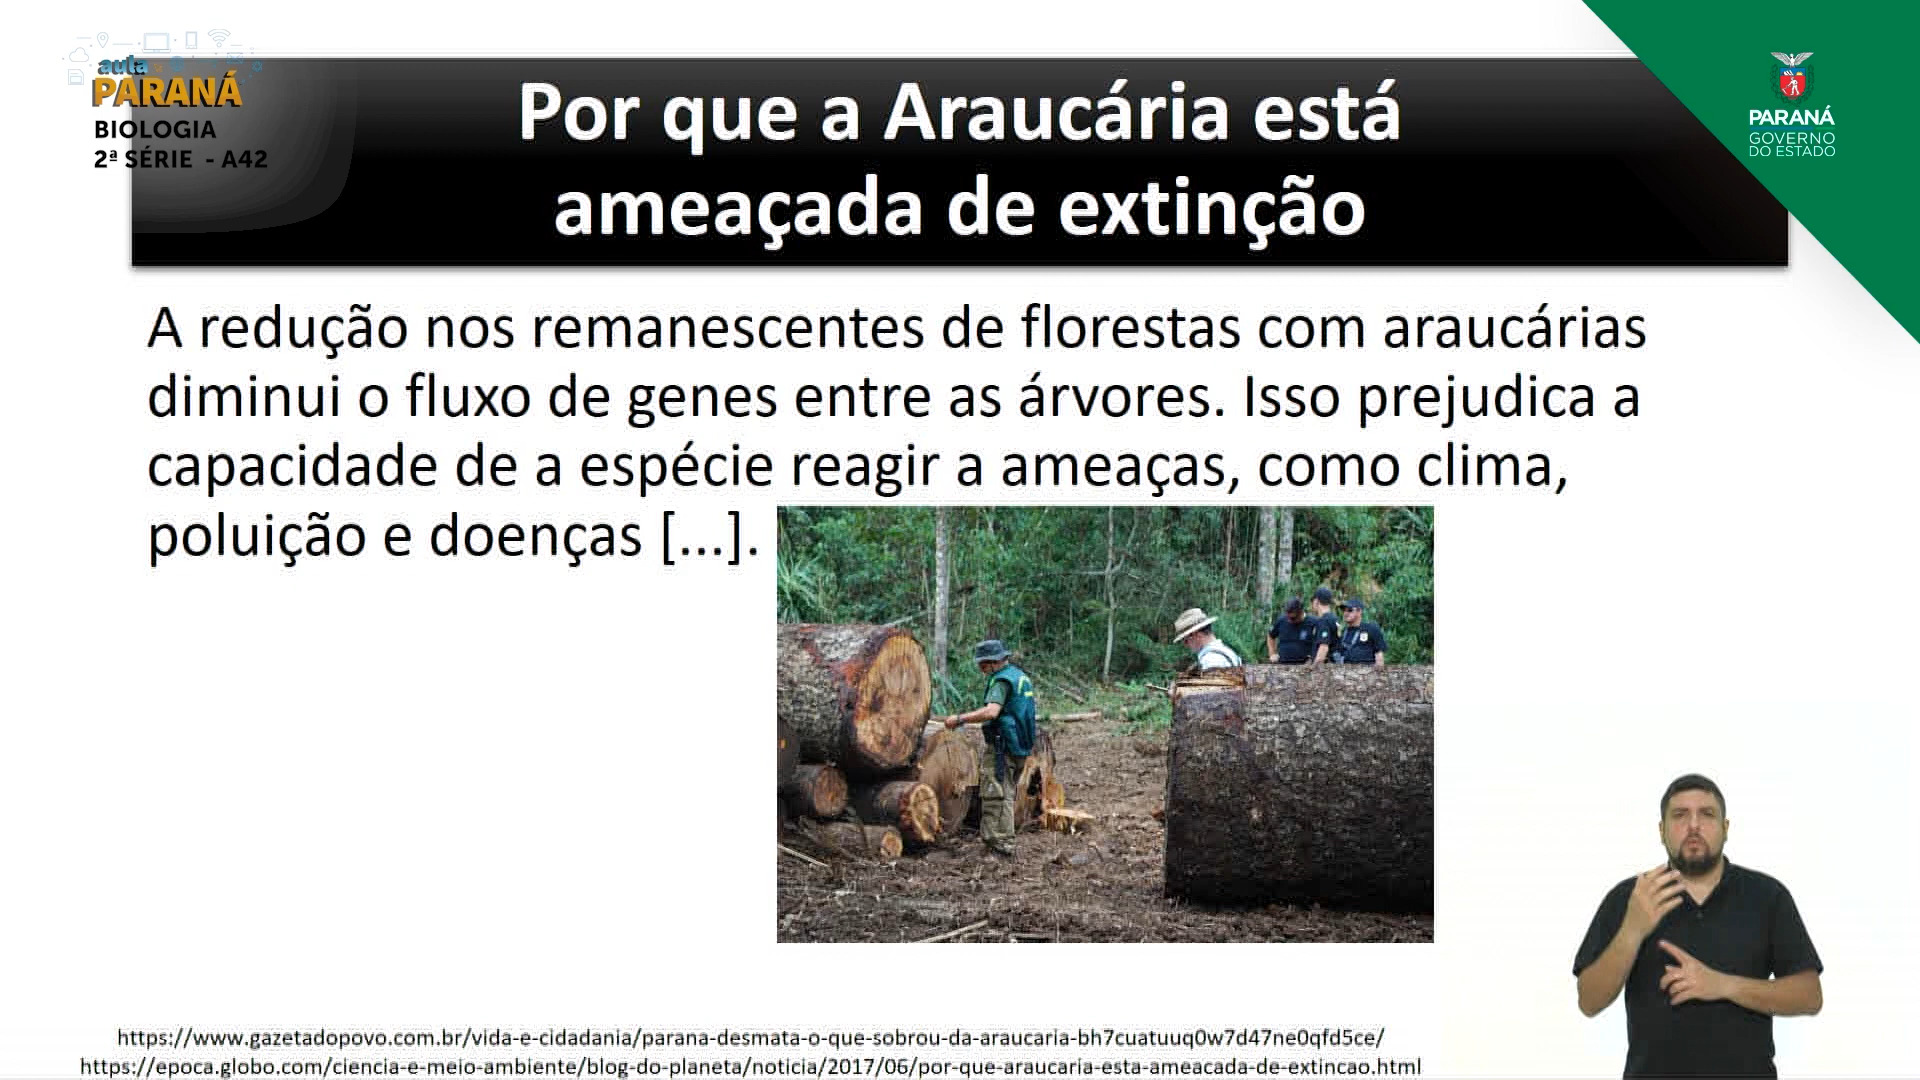 aula
PARANÁ
BIOLOGIA
2ª SÉRIE - A42
Por que a Araucária está
ameaçada de extinção
PARANÁ
GOVERNO
DO ESTADO
A redução nos remanescentes de florestas com araucárias
diminui o fluxo de genes entre as árvores. Isso prejudica a
capacidade de a espécie reagir a ameaças, como clima,
poluição e doenças [...].
https://www.gazetadopovo.com.br/vida-e-cidadania/parana-desmata-o-que-sobrou-da-araucaria-bh7cuatuuq0w7d47ne0qfd5ce/
https://epoca.globo.com/ciencia-e-meio-ambiente/blog-do-planeta/noticia/2017/06/por-que-araucaria-esta-ameacada-de-extincao.html